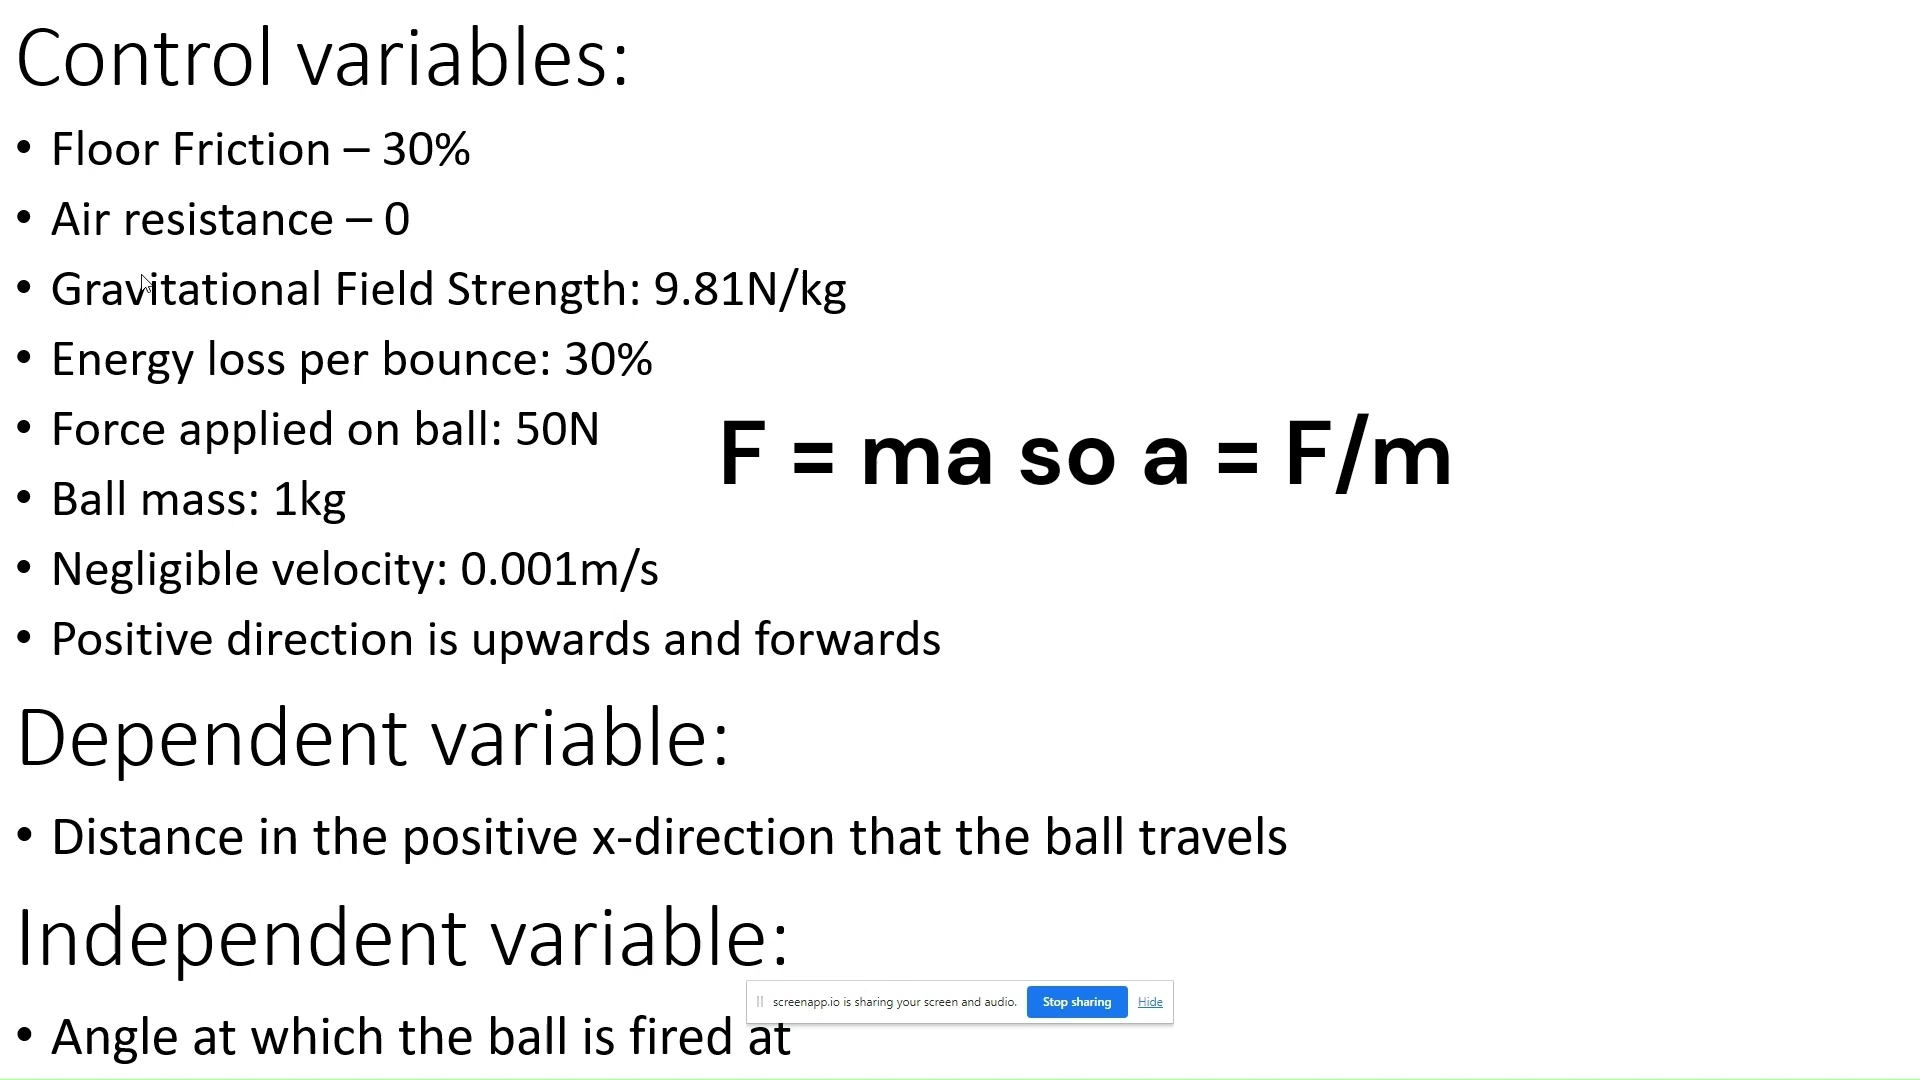 Control variables:
• Floor Friction – 30%
• Air resistance – 0
• Gravitational Field Strength: 9.81N/kg
• Energy loss per bounce: 30%
• Force applied on ball: 50N
F = ma so a = F/m
• Ball mass: 1kg
• Negligible velocity: 0.001m/s
• Positive direction is upwards and forwards
Dependent variable:
• Distance in the positive x-direction that the ball travels
Independent variable:
screenapp.io is sharing your screen and audio. Stop sharing Hide
• Angle at which the ball is fired at